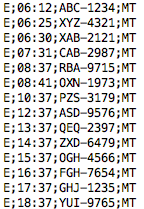 E;06:12;ABC-1234;MT
E;06:25;XYZ-4321;MT
E;06:30;XAB-2121;MT
E;07:31;CAB-2987;MT
E;08:37;RBA-9715;MT
E;08:41;OXN-1973;MT
E;10:37;PZS-3179;MT
E;12:37;ASD-9576;MT
E;13:37;QEQ-2397;MT
E;14:37;ZXD-6479;MT
E;15:37;OGH-4566;MT
E;16:37;FGH-7654;MT
E;17:37;GHJ-1235;MT
E;18:37;YUI-9765;MT